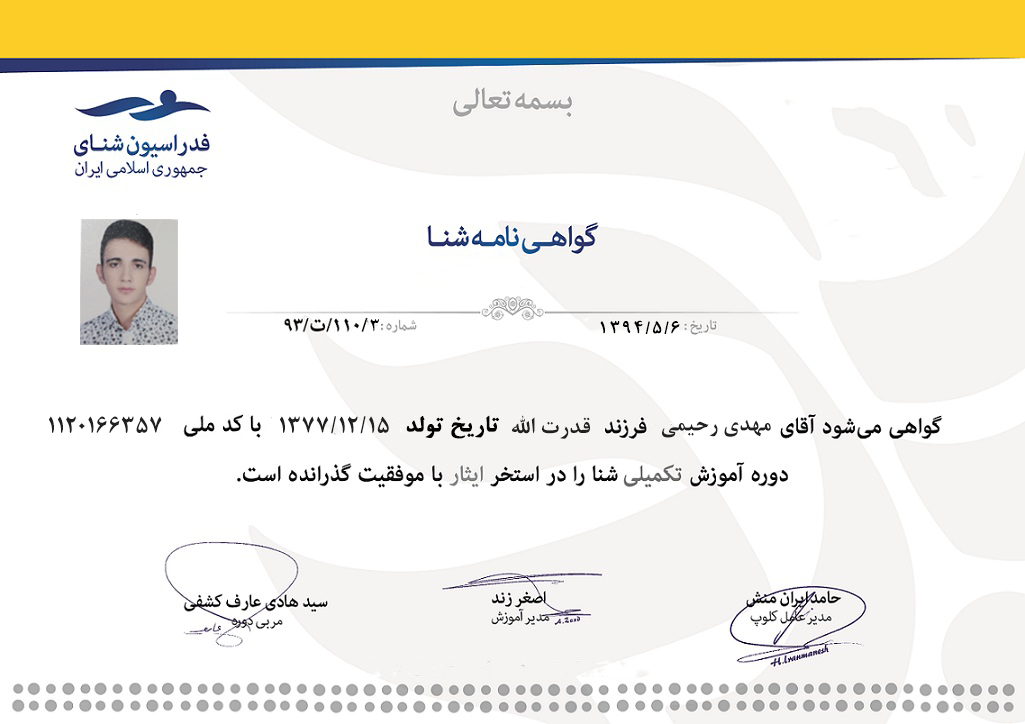 بسمه تعالی
فدراسیون شنای
جمهوری اسلامی ایران
گواهی نامه شنا
تاریخ: ۱۳۹۴/۵/۶
شماره: ۹۳/ت/۱۱۰/۳
گواهی می‌شود آقای مهدی رحیمی فرزند قدرت الله تاریخ تولد ۱۳۷۷/۱۲/۱۵ با کد ملی ۱۱۲۰۱۶۶۳۵۷
دوره آموزش تکمیلی شنا را در استخر ایثار با موفقیت گذرانده است.
حامد ایران منش
مدیر عامل کلوپ
H.Iranmanesh
اصغر زند
مدیر آموزش
A.Zand
سید هادی عارف کشفی
مربی دوره